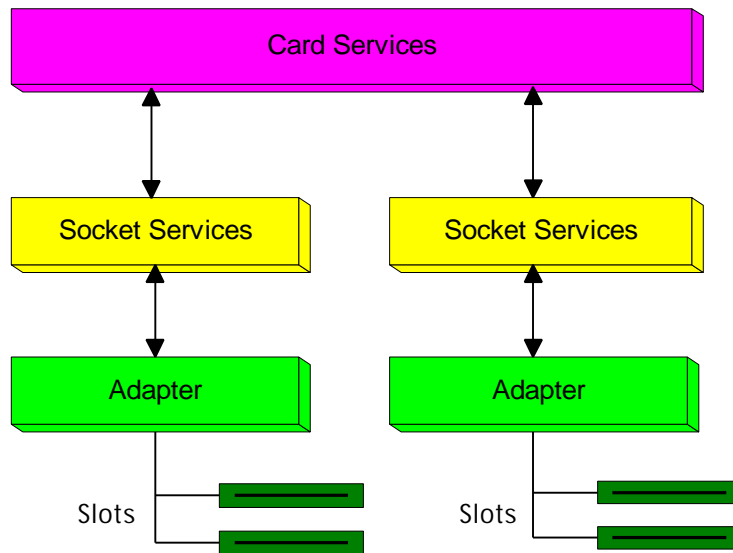 Card Services
Socket Services
Socket Services
Adapter
Adapter
Slots
Slots